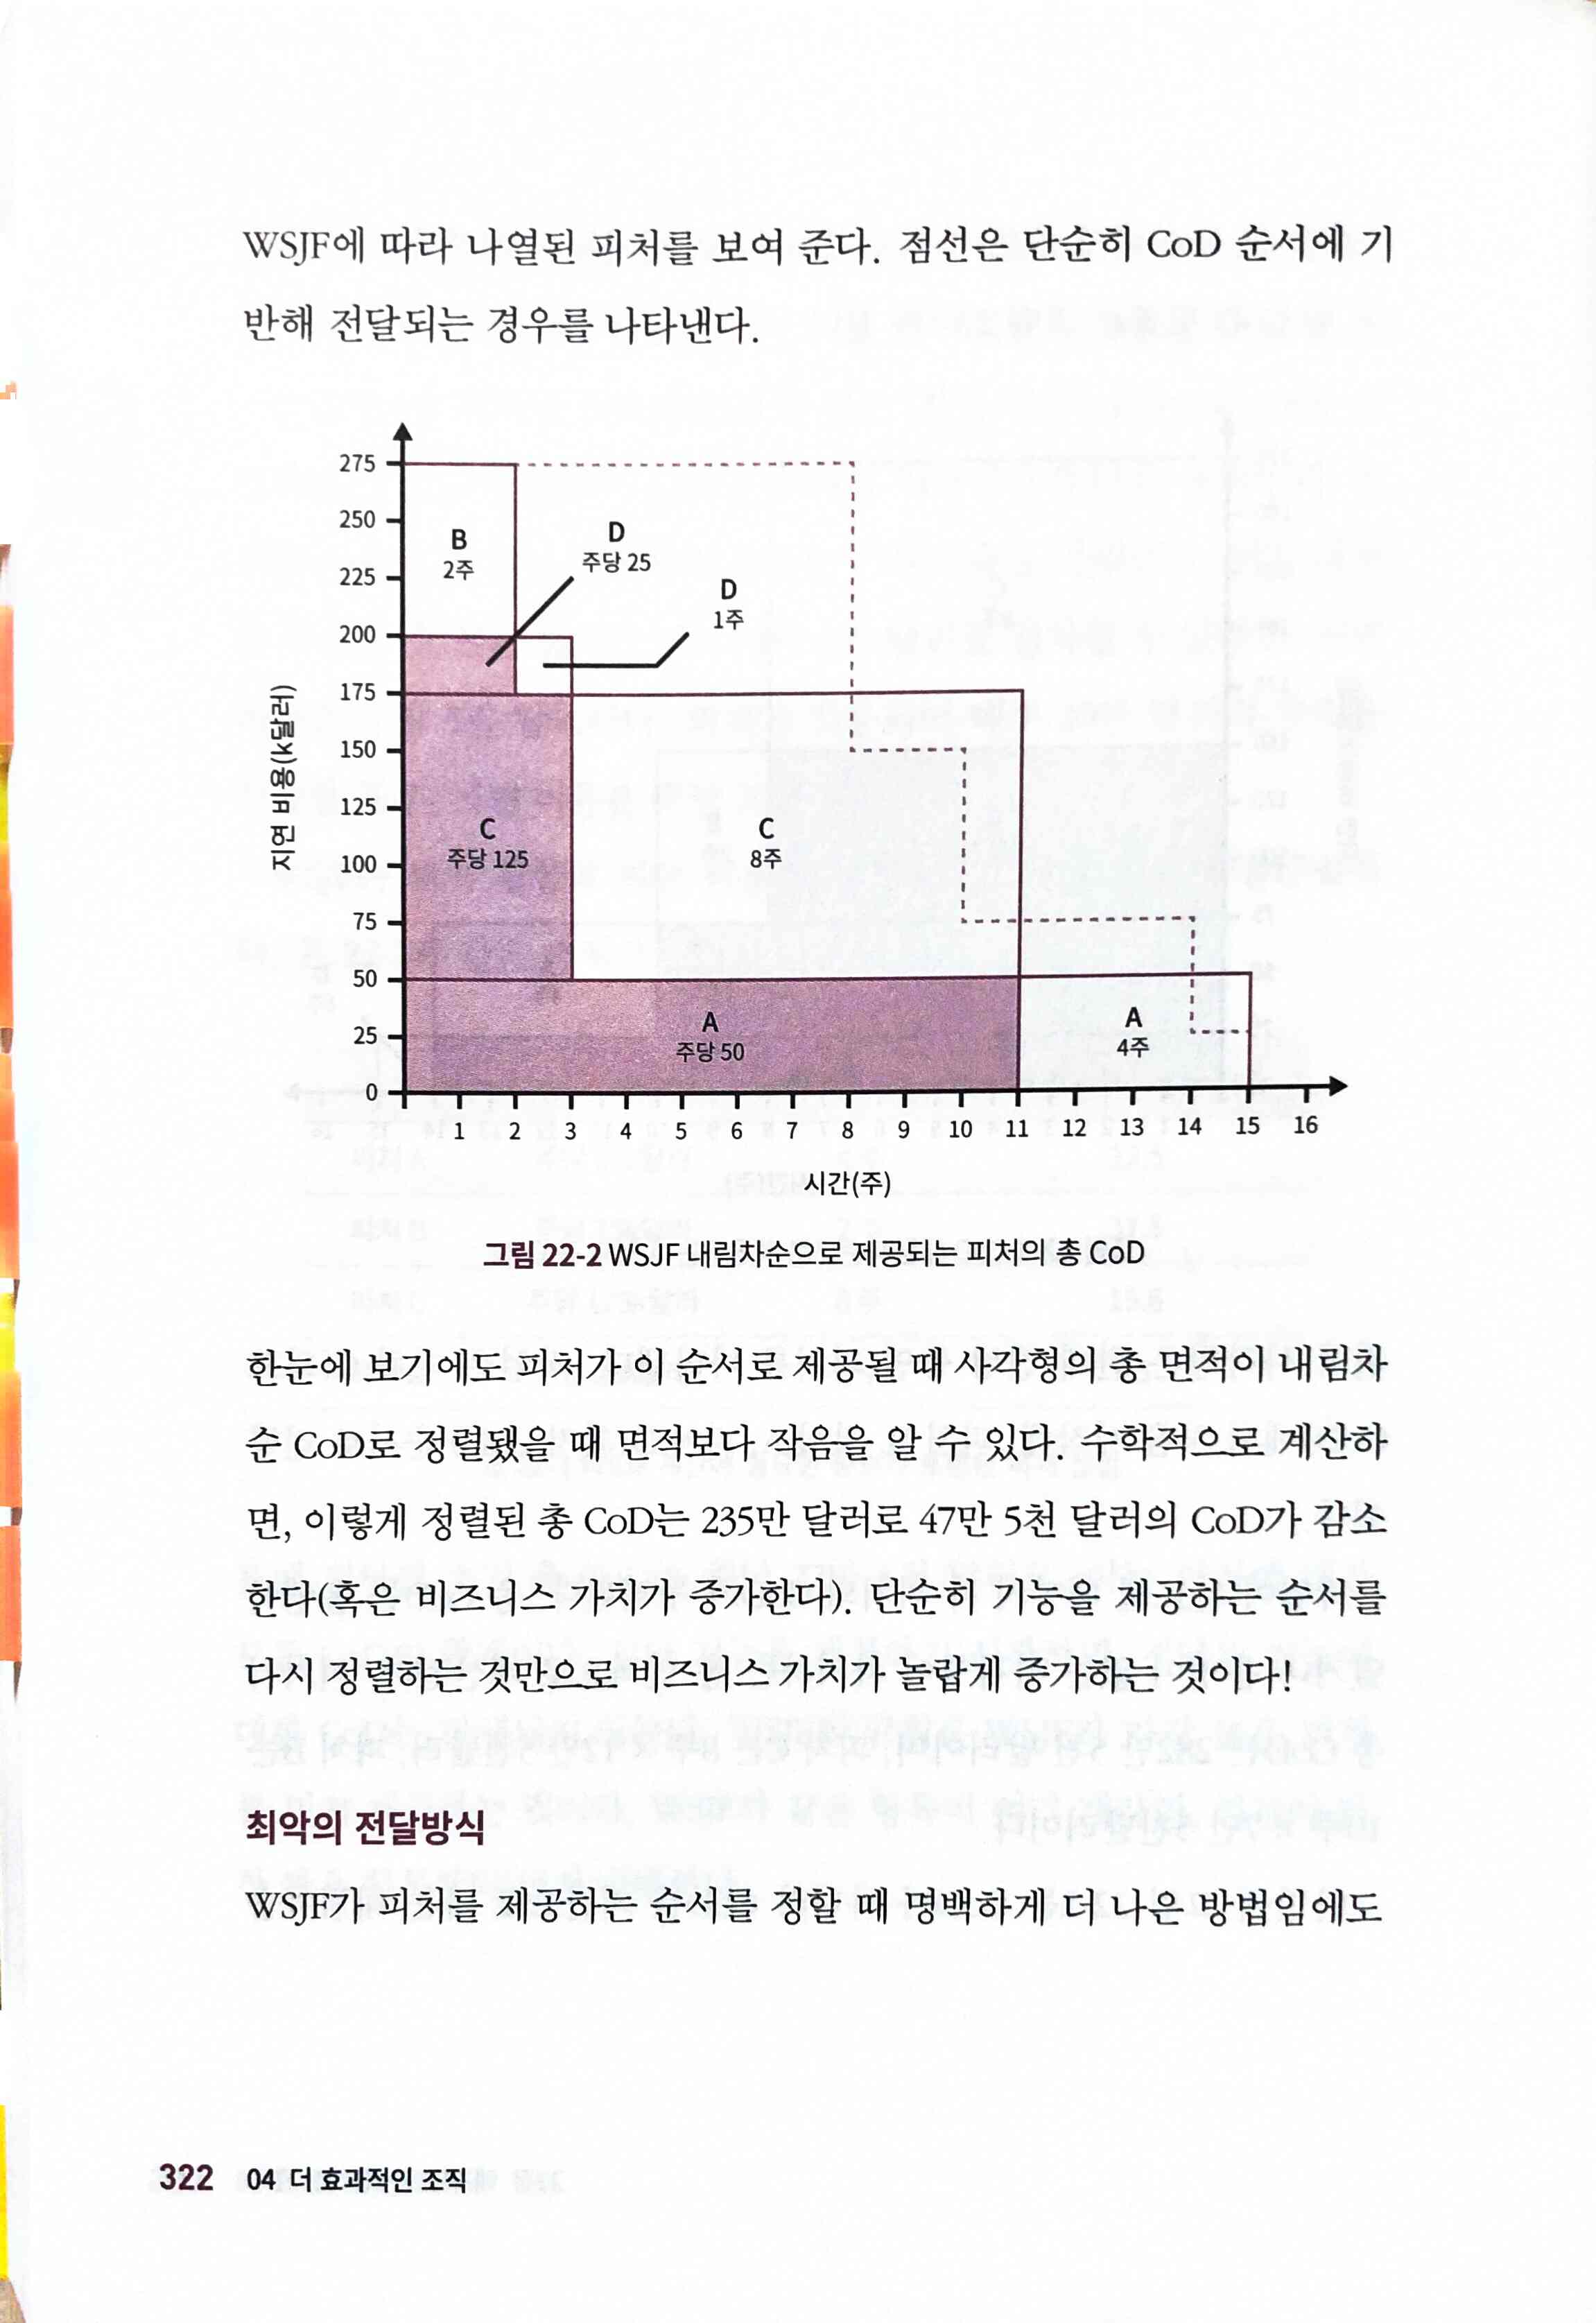 WSJF에 따라 나열된 피처를 보여 준다. 점선은 단순히 CoD 순서에 기
반해 전달되는 경우를 나타낸다.
지연 비용(k달러)
275
250
225
200
175
150
125
100
75
50
25
0
B
2주
D
주당 25
D
1주
C
주당 125
C
8주
A
주당 50
A
4주
1 2 3 4 5 6 7 8 9 10 11 12 13 14 15 16
시간(주)
그림 22-2 WSJF 내림차순으로 제공되는 피처의 총 CoD
한눈에 보기에도 피처가 이 순서로 제공될 때 사각형의 총 면적이 내림차
순 CoD로 정렬됐을 때 면적보다 작음을 알 수 있다. 수학적으로 계산하
면, 이렇게 정렬된 총 CoD는 235만 달러로 47만 5천 달러의 CoD가 감소
한다(혹은 비즈니스 가치가 증가한다). 단순히 기능을 제공하는 순서를
다시 정렬하는 것만으로 비즈니스 가치가 놀랍게 증가하는 것이다!
최악의 전달방식
WSJF가 피처를 제공하는 순서를 정할 때 명백하게 더 나은 방법임에도
322 04 더 효과적인 조직